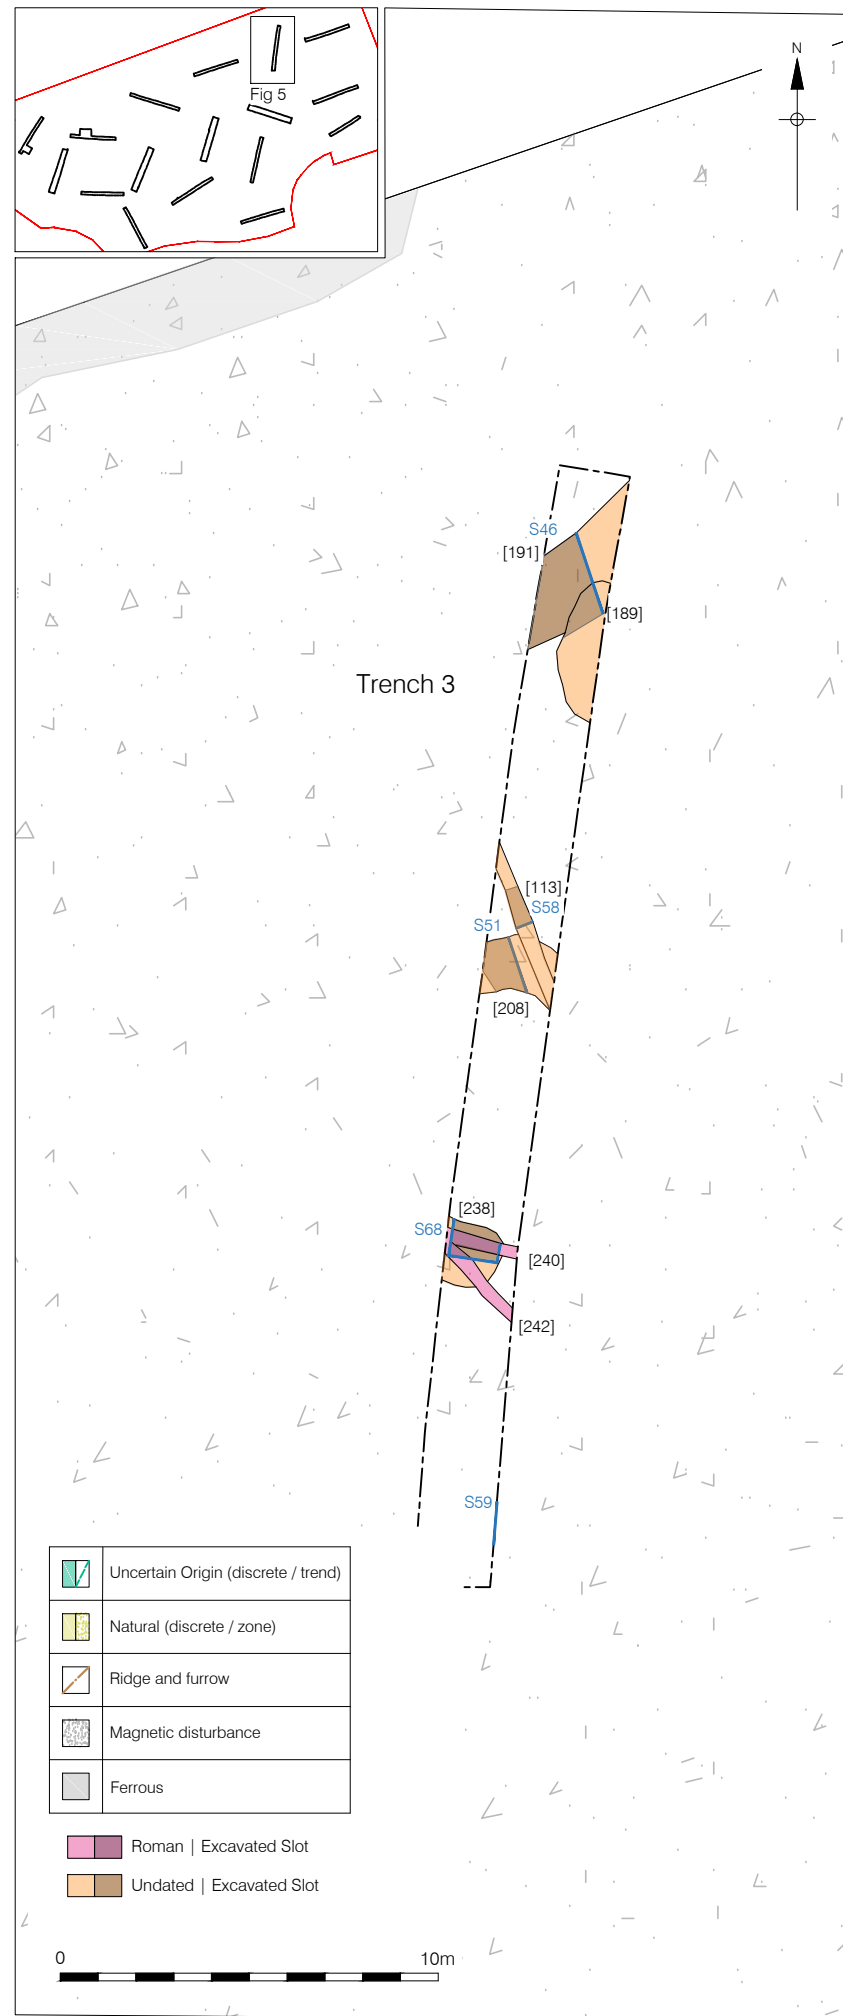 Fig 5
N
S46
[191]
[189]
Trench 3
[113]
S58
S51
[208]
[238]
S68
[240]
[242]
S59
Uncertain Origin (discrete / trend)
Natural (discrete / zone)
Ridge and furrow
Magnetic disturbance
Ferrous
Roman | Excavated Slot
Undated | Excavated Slot
0 10m